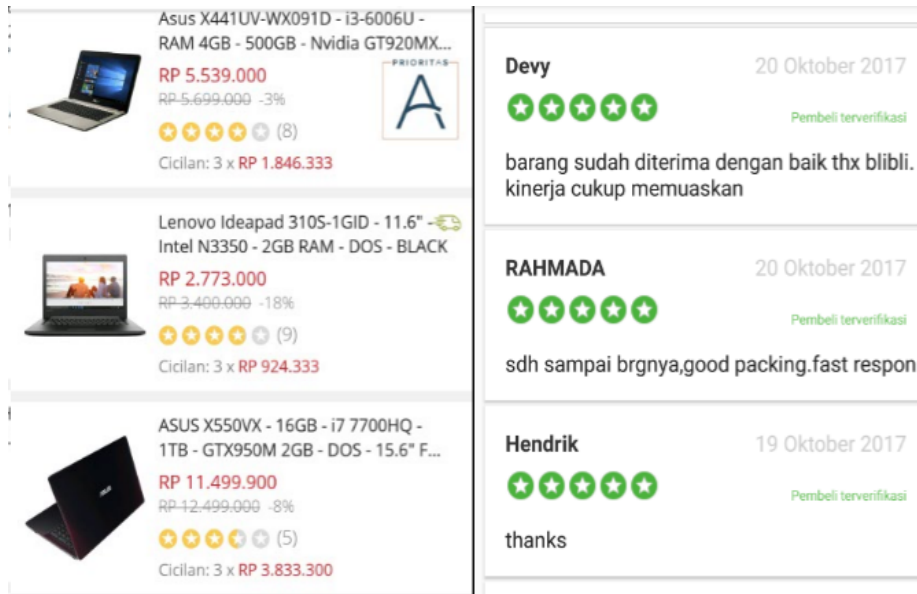 Asus X441UV-WX091D - i3-6006U -
RAM 4GB - 500GB - Nvidia GT920MX...
PRIORITAS
A
RP 5.539.000
RP 5.699.000 -3%
(8)
Cicilan: 3 x RP 1.846.333
Lenovo Ideapad 310S-1GID - 11.6" -
Intel N3350 - 2GB RAM - DOS - BLACK
RP 2.773.000
RP 3.400.000 -18%
(9)
Cicilan: 3 x RP 924.333
ASUS X550VX - 16GB - i7 7700HQ -
1TB - GTX950M 2GB - DOS - 15.6" F...
RP 11.499.900
RP 12.499.000 -8%
(5)
Cicilan: 3 x RP 3.833.300
Devy 20 Oktober 2017
Pembeli terverifikasi
barang sudah diterima dengan baik thx blibli.
kinerja cukup memuaskan
RAHMADA 20 Oktober 2017
Pembeli terverifikasi
sdh sampai brgnya,good packing.fast respon
Hendrik 19 Oktober 2017
Pembeli terverifikasi
thanks